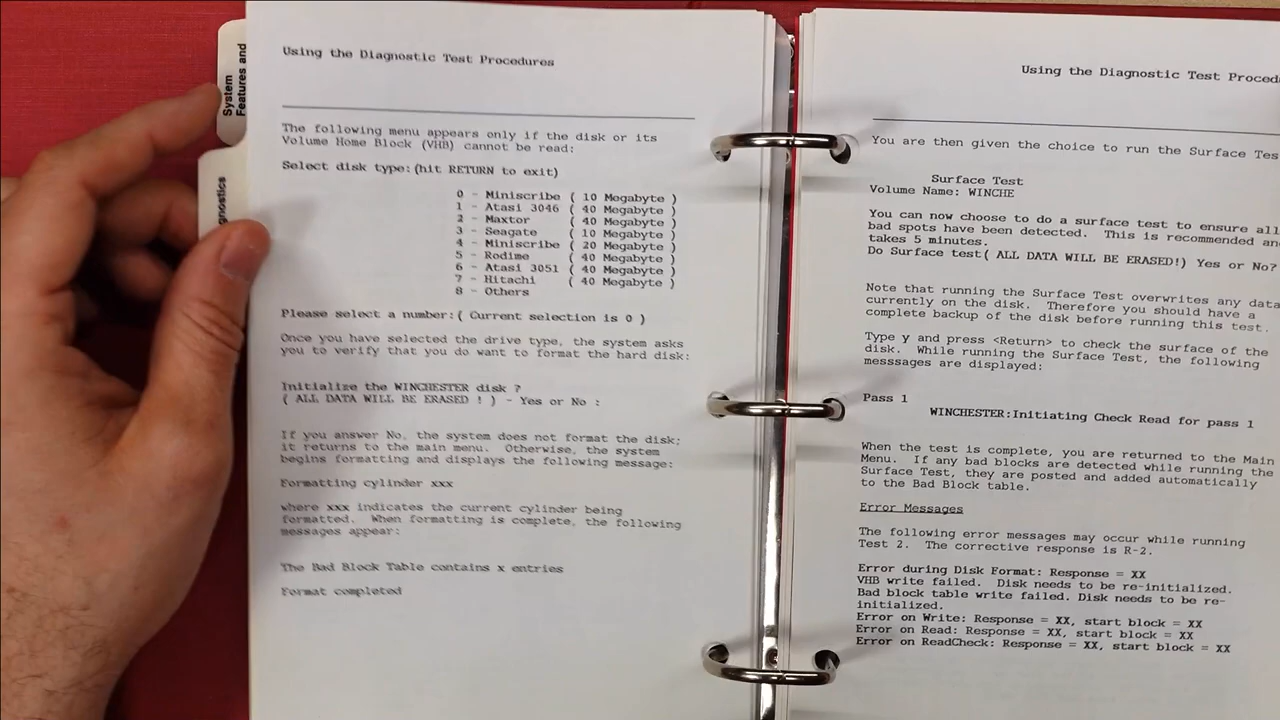 System
Features and
gnostics
Using the Diagnostic Test Procedures
The following menu appears only if the disk or its
Volume Home Block (VHB) cannot be read:
Select disk type:(hit RETURN to exit)
0 - Miniscribe ( 10 Megabyte )
1 - Atasi 3046 ( 40 Megabyte )
2 - Maxtor ( 40 Megabyte )
3 - Seagate ( 10 Megabyte )
4 - Miniscribe ( 20 Megabyte )
5 - Rodime ( 40 Megabyte )
6 - Atasi 3051 ( 40 Megabyte )
7 - Hitachi ( 40 Megabyte )
8 - Others
Please select a number:( Current selection is 0 )
Once you have selected the drive type, the system asks
you to verify that you do want to format the hard disk:
Initialize the WINCHESTER disk ?
( ALL DATA WILL BE ERASED ! ) - Yes or No :
If you answer No, the system does not format the disk;
it returns to the main menu. Otherwise, the system
begins formatting and displays the following message:
Formatting cylinder xxx
where xxx indicates the current cylinder being
formatted. When formatting is complete, the following
messages appear:
The Bad Block Table contains x entries
Format completed
Using the Diagnostic Test Proced
You are then given the choice to run the Surface Tes
Surface Test
Volume Name: WINCHE
You can now choose to do a surface test to ensure all
bad spots have been detected. This is recommended and
takes 5 minutes.
Do Surface test( ALL DATA WILL BE ERASED!) Yes or No?
Note that running the Surface Test overwrites any data
currently on the disk. Therefore you should have a
complete backup of the disk before running this test.
Type y and press <Return> to check the surface of the
disk. While running the Surface Test, the following
messsages are displayed:
Pass 1
WINCHESTER:Initiating Check Read for pass 1
When the test is complete, you are returned to the Main
Menu. If any bad blocks are detected while running the
Surface Test, they are posted and added automatically
to the Bad Block table.
Error Messages
The following error messages may occur while running
Test 2. The corrective response is R-2.
Error during Disk Format: Response = XX
VHB write failed. Disk needs to be re-initialized.
Bad block table write failed. Disk needs to be re-
initialized.
Error on Write: Response = XX, start block = XX
Error on Read: Response = XX, start block = XX
Error on ReadCheck: Response = XX, start block = XX